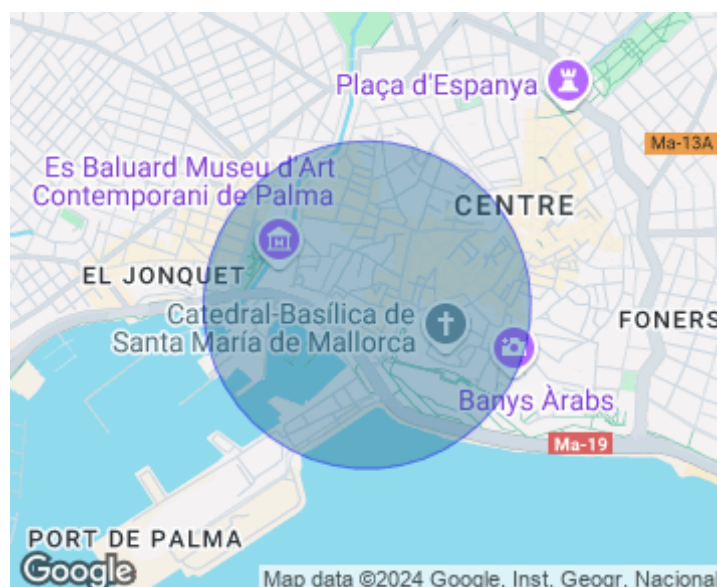 Plaça d'Espanya
Ma-13A
Es Baluard Museu d'Art
Contemporani de Palma
CENTRE
EL JONQUET
Catedral-Basílica de
Santa María de Mallorca
FONERS
Banys Àrabs
Ma-19
PORT DE PALMA
Google
Map data ©2024 Google, Inst. Geogr. Nacional